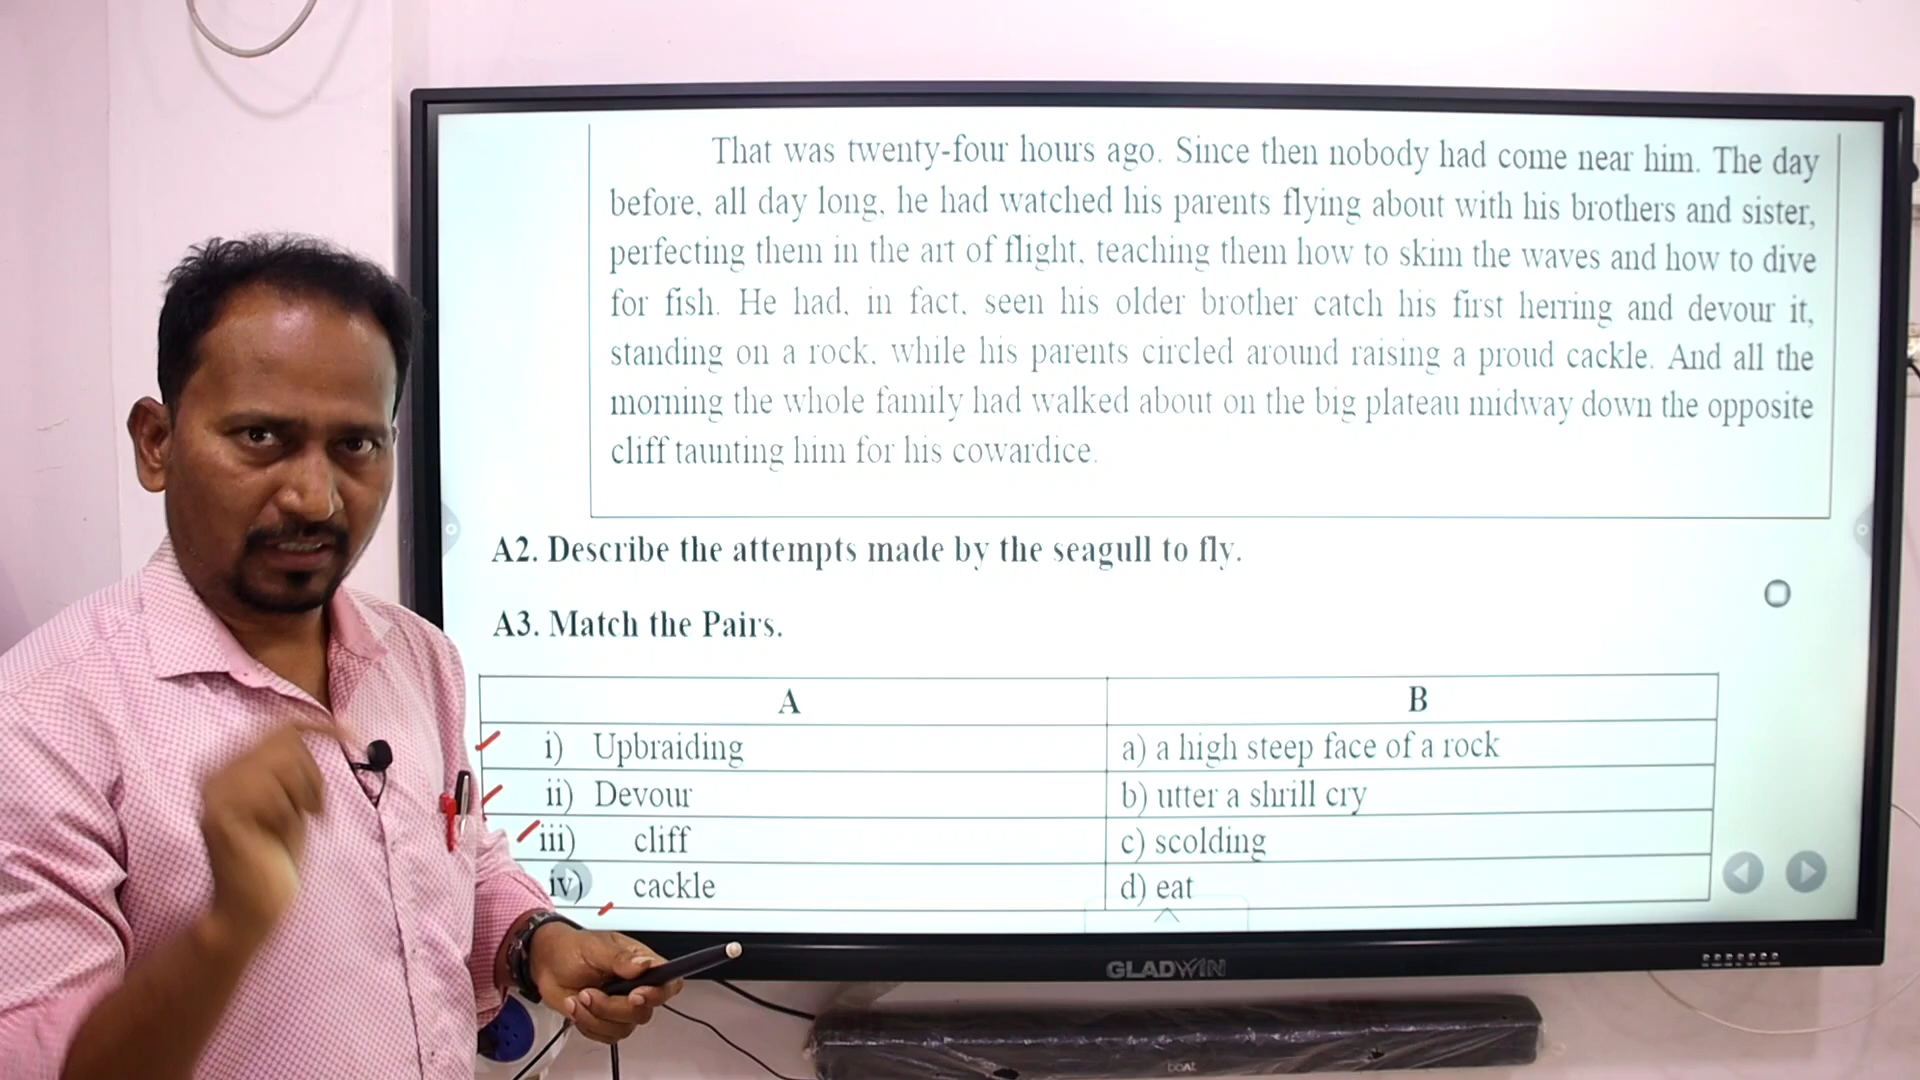 That was twenty-four hours ago. Since then nobody had come near him. The day
before, all day long, he had watched his parents flying about with his brothers and sister,
perfecting them in the art of flight, teaching them how to skim the waves and how to dive
for fish. He had, in fact, seen his older brother catch his first herring and devour it,
standing on a rock, while his parents circled around raising a proud cackle. And all the
morning the whole family had walked about on the big plateau midway down the opposite
cliff taunting him for his cowardice.
A2. Describe the attempts made by the seagull to fly.
A3. Match the Pairs.
A B
i) Upbraiding a) a high steep face of a rock
ii) Devour b) utter a shrill cry
iii) cliff c) scolding
iv) cackle d) eat
GLADWIN
boAt